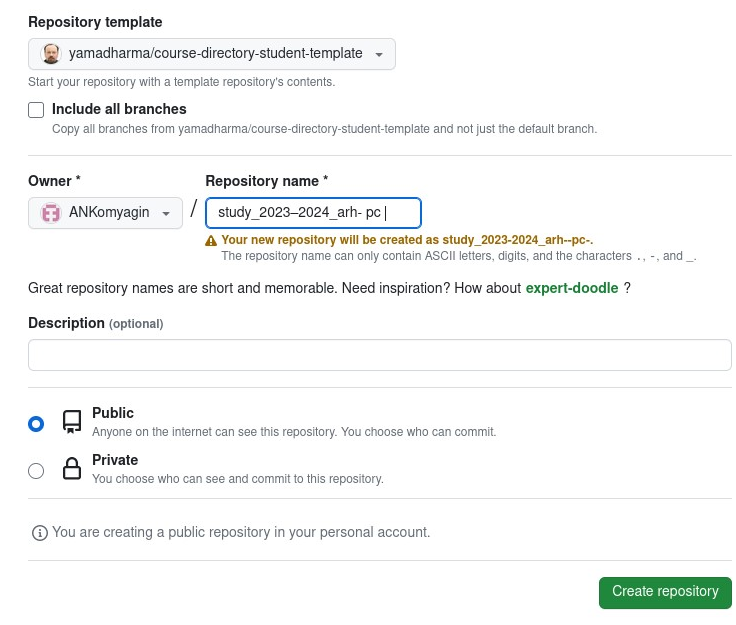 Repository template
yamadharma/course-directory-student-template
Start your repository with a template repository's contents.
Include all branches
Copy all branches from yamadharma/course-directory-student-template and not just the default branch.
Owner * Repository name *
ANKomyagin / study_2023–2024_arh- pc
Your new repository will be created as study_2023-2024_arh--pc-.
The repository name can only contain ASCII letters, digits, and the characters ., -, and _.
Great repository names are short and memorable. Need inspiration? How about expert-doodle ?
Description (optional)
Public
Anyone on the internet can see this repository. You choose who can commit.
Private
You choose who can see and commit to this repository.
You are creating a public repository in your personal account.
Create repository